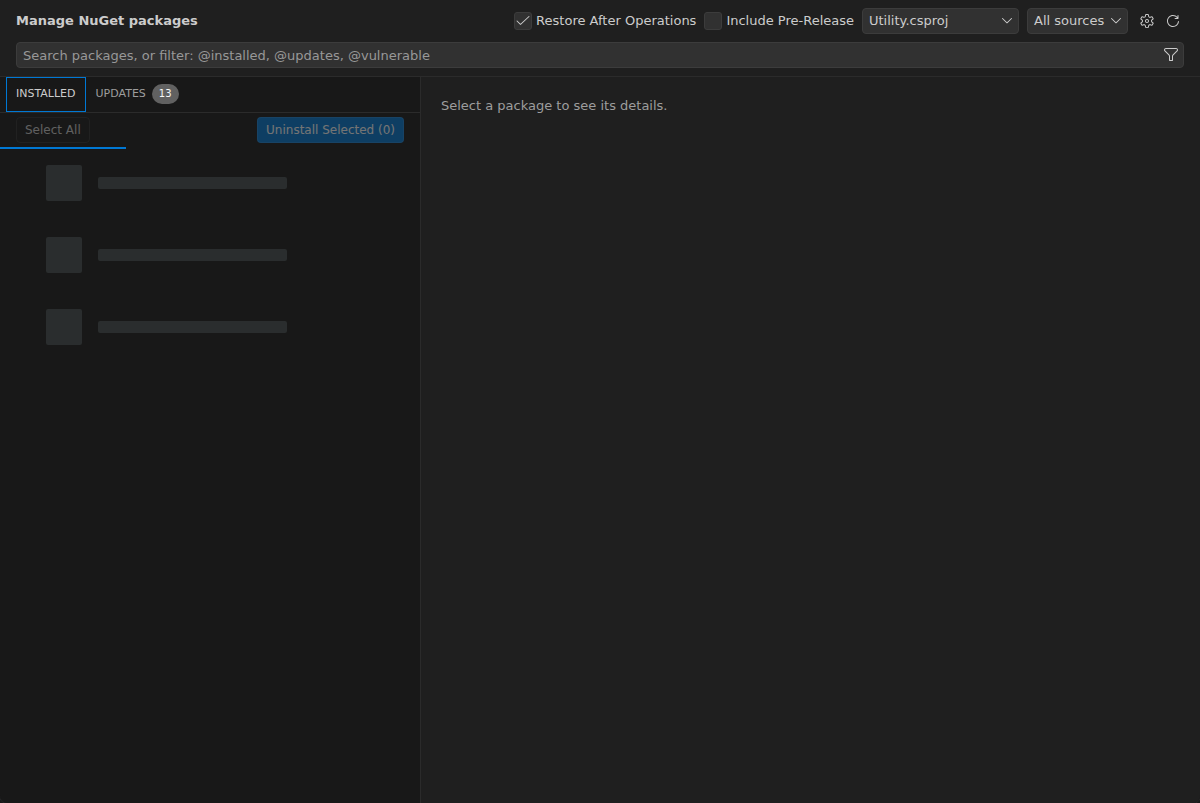 Manage NuGet packages
Restore After Operations Include Pre-Release Utility.csproj All sources
Search packages, or filter: @installed, @updates, @vulnerable
INSTALLED UPDATES 13
Select All Uninstall Selected (0)
Select a package to see its details.